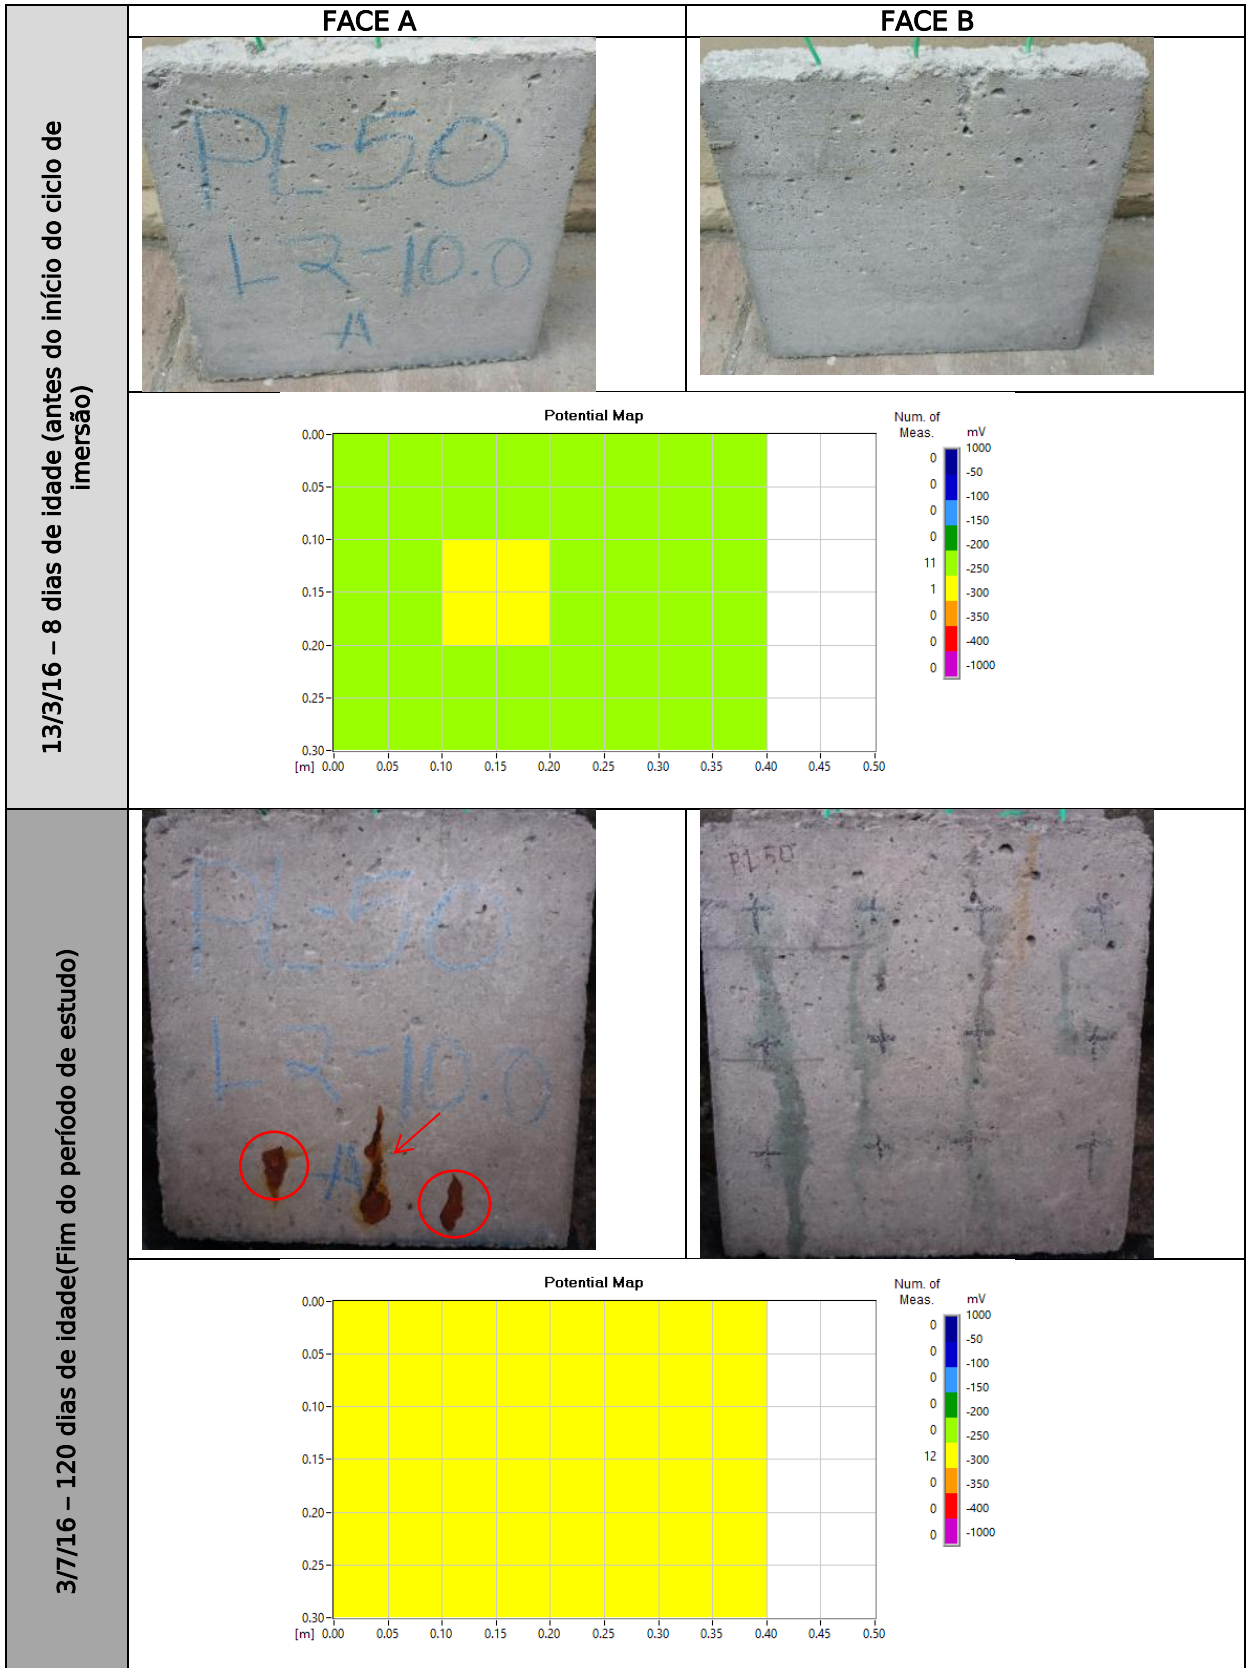 FACE A
FACE B
13/3/16 – 8 dias de idade (antes do início do ciclo de
imersão)
PL-50
L2-10.0
A
Potential Map
Num. of
Meas.
mV
0.00
0.05
0.10
0.15
0.20
0.25
0.30
[m] 0.00 0.05 0.10 0.15 0.20 0.25 0.30 0.35 0.40 0.45 0.50
0
0
0
0
11
1
0
0
0
1000
-50
-100
-150
-200
-250
-300
-350
-400
-1000
3/7/16 – 120 dias de idade(Fim do período de estudo)
PL-50
L2-10.0
A
PL50
Potential Map
Num. of
Meas.
mV
0.00
0.05
0.10
0.15
0.20
0.25
0.30
[m] 0.00 0.05 0.10 0.15 0.20 0.25 0.30 0.35 0.40 0.45 0.50
0
0
0
0
0
12
0
0
0
1000
-50
-100
-150
-200
-250
-300
-350
-400
-1000